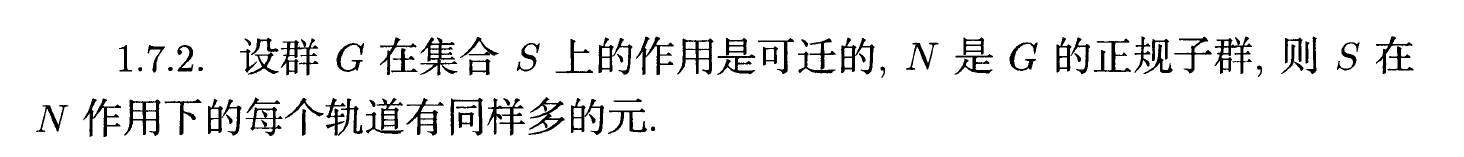 1.7.2. 设群 G 在集合 S 上的作用是可迁的, N 是 G 的正规子群, 则 S 在
N 作用下的每个轨道有同样多的元.